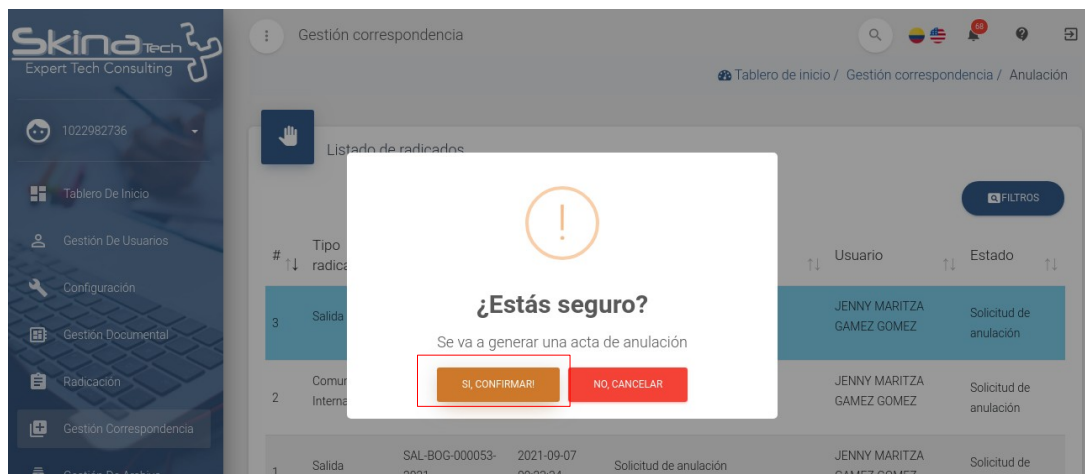 Skina Tech
Expert Tech Consulting
Gestión correspondencia
68
Tablero de inicio / Gestión correspondencia / Anulación
1022982736
Tablero De Inicio
Gestión De Usuarios
Configuración
Gestión Documental
Radicación
Gestión Correspondencia
Listado de radicados
FILTROS
# Tipo
Usuario
Estado
3
Salida
JENNY MARITZA
GAMEZ GOMEZ
Solicitud de
anulación
2
JENNY MARITZA
GAMEZ GOMEZ
Solicitud de
anulación
1
Salida
SAL-BOG-000053-
2021-09-07
Solicitud de anulación
JENNY MARITZA
Solicitud de
¿Estás seguro?
Se va a generar una acta de anulación
SI, CONFIRMAR!
NO, CANCELAR